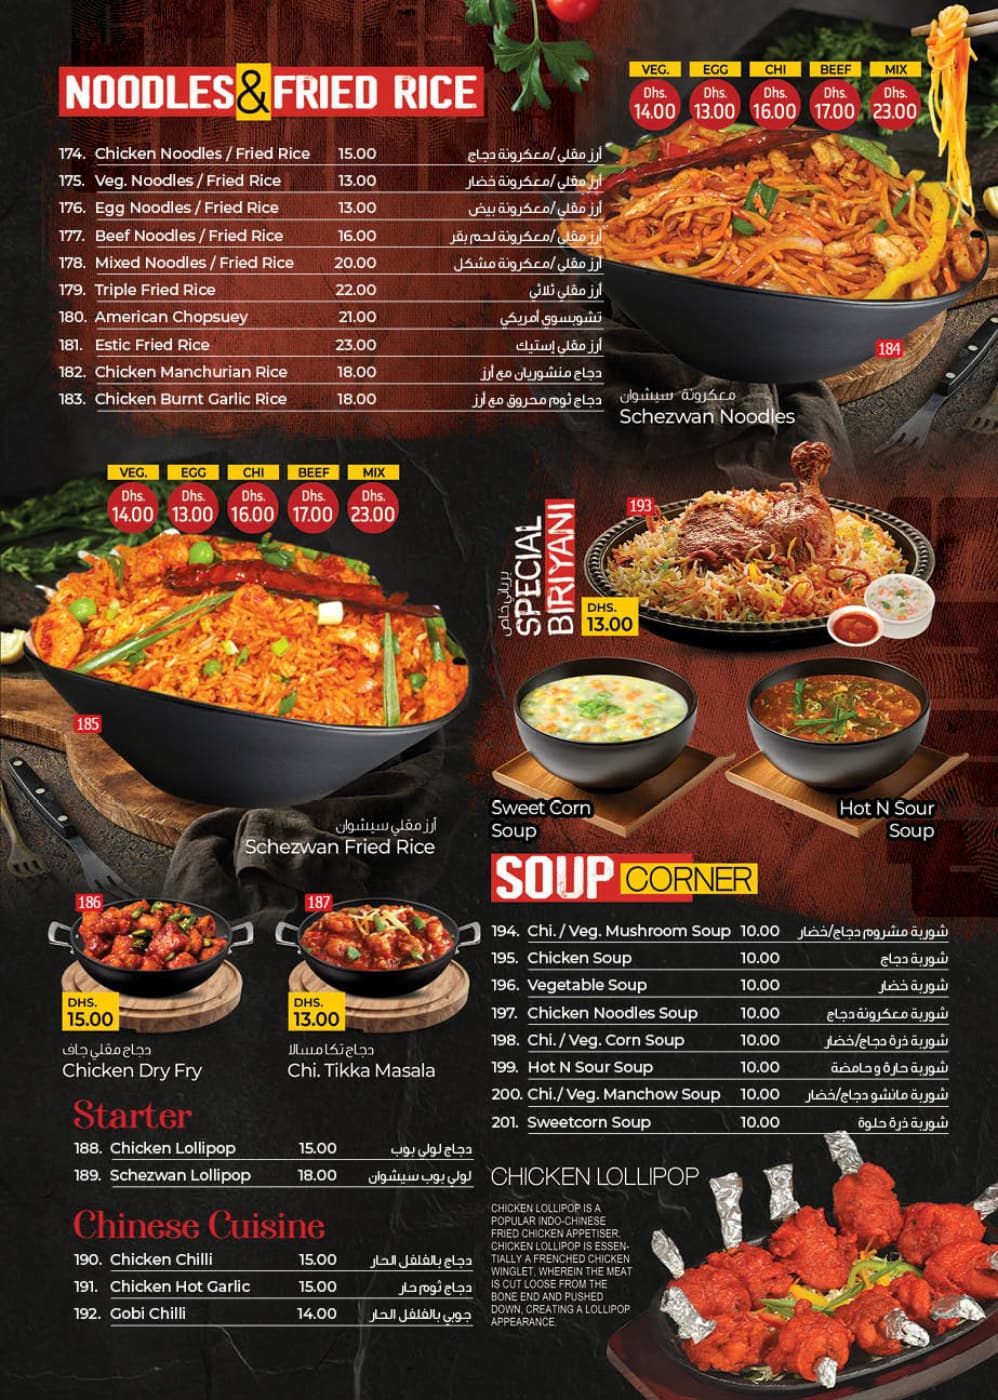 NOODLES & FRIED RICE
174. Chicken Noodles / Fried Rice 15.00 أرز مقلي /معكرونة دجاج
175. Veg. Noodles / Fried Rice 13.00 أرز مقلي /معكرونة خضار
176. Egg Noodles / Fried Rice 13.00 أرز مقلي /معكرونة بيض
177. Beef Noodles / Fried Rice 16.00 أرز مقلي /معكرونة لحم بقر
178. Mixed Noodles / Fried Rice 20.00 أرز مقلي /معكرونة مشكل
179. Triple Fried Rice 22.00 أرز مقلي ثلاثي
180. American Chopsuey 21.00 تشوبسوي أمريكي
181. Estic Fried Rice 23.00 أرز مقلي إستيك
182. Chicken Manchurian Rice 18.00 دجاج منشوريان مع أرز
183. Chicken Burnt Garlic Rice 18.00 دجاج ثوم محروق مع أرز
VEG. EGG CHI BEEF MIX
Dhs. Dhs. Dhs. Dhs. Dhs.
14.00 13.00 16.00 17.00 23.00
184
معكرونة سيشوان
Schezwan Noodles
VEG. EGG CHI BEEF MIX
Dhs. Dhs. Dhs. Dhs. Dhs.
14.00 13.00 16.00 17.00 23.00
185
أرز مقلي سيشوان
Schezwan Fried Rice
برياني خاص
SPECIAL
BIRIYANI
193
DHS.
13.00
Sweet Corn
Soup
Hot N Sour
Soup
186
DHS.
15.00
دجاج مقلي جاف
Chicken Dry Fry
187
DHS.
13.00
دجاج تكا مسالا
Chi. Tikka Masala
Starter
188. Chicken Lollipop 15.00 دجاج لولي بوب
189. Schezwan Lollipop 18.00 لولي بوب سيشوان
Chinese Cuisine
190. Chicken Chilli 15.00 دجاج بالفلفل الحار
191. Chicken Hot Garlic 15.00 دجاج ثوم حار
192. Gobi Chilli 14.00 جوبي بالفلفل الحار
SOUP CORNER
194. Chi. / Veg. Mushroom Soup 10.00 شوربة مشروم دجاج/خضار
195. Chicken Soup 10.00 شوربة دجاج
196. Vegetable Soup 10.00 شوربة خضار
197. Chicken Noodles Soup 10.00 شوربة معكرونة دجاج
198. Chi. / Veg. Corn Soup 10.00 شوربة ذرة دجاج/خضار
199. Hot N Sour Soup 10.00 شوربة حارة و حامضة
200. Chi./ Veg. Manchow Soup 10.00 شوربة مانشو دجاج/خضار
201. Sweetcorn Soup 10.00 شوربة ذرة حلوة
CHICKEN LOLLIPOP
CHICKEN LOLLIPOP IS A
POPULAR INDO-CHINESE
FRIED CHICKEN APPETISER.
CHICKEN LOLLIPOP IS ESSEN-
TIALLY A FRENCHED CHICKEN
WINGLET, WHEREIN THE MEAT
IS CUT LOOSE FROM THE
BONE END AND PUSHED
DOWN, CREATING A LOLLIPOP
APPEARANCE